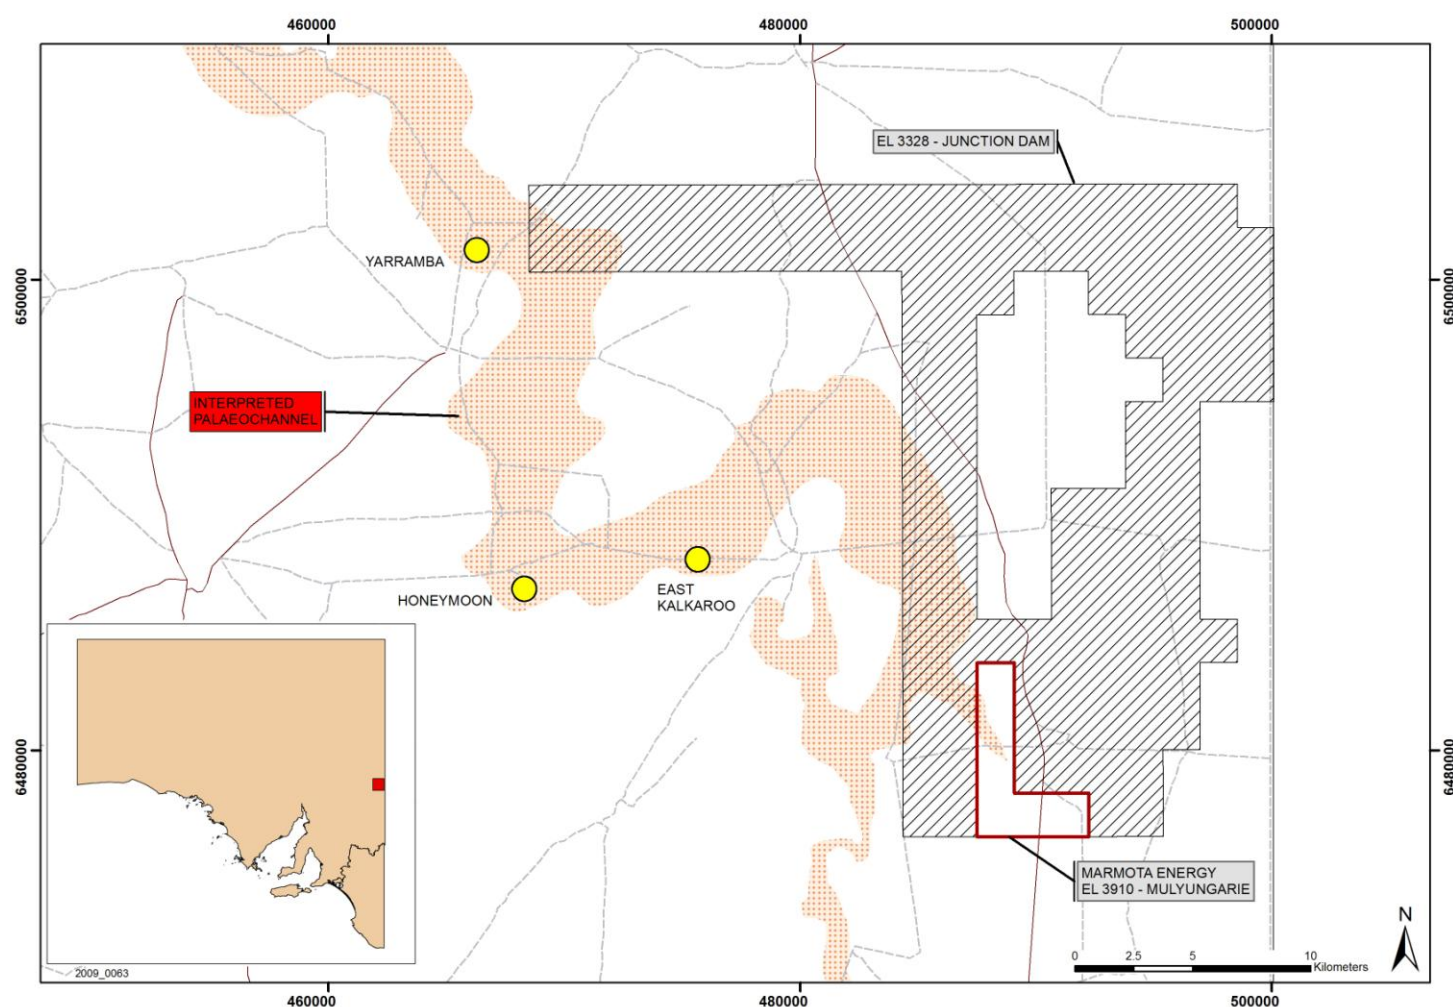 460000
480000
500000
EL 3328 - JUNCTION DAM
YARRAMBA
6500000
6500000
INTERPRETED
PALAEOCHANNEL
HONEYMOON
EAST
KALKAROO
6480000
6480000
MARMOTA ENERGY
EL 3910 - MULYUNGARIE
N
0
2.5
5
10
Kilometers
2009_0063
460000
480000
500000